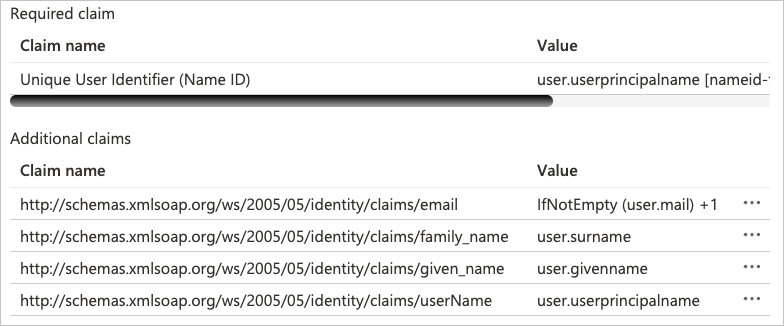 Required claim
Claim name Value
Unique User Identifier (Name ID) user.userprincipalname [nameid-
Additional claims
Claim name Value
http://schemas.xmlsoap.org/ws/2005/05/identity/claims/email IfNotEmpty (user.mail) +1 •••
http://schemas.xmlsoap.org/ws/2005/05/identity/claims/family_name user.surname •••
http://schemas.xmlsoap.org/ws/2005/05/identity/claims/given_name user.givenname •••
http://schemas.xmlsoap.org/ws/2005/05/identity/claims/userName user.userprincipalname •••